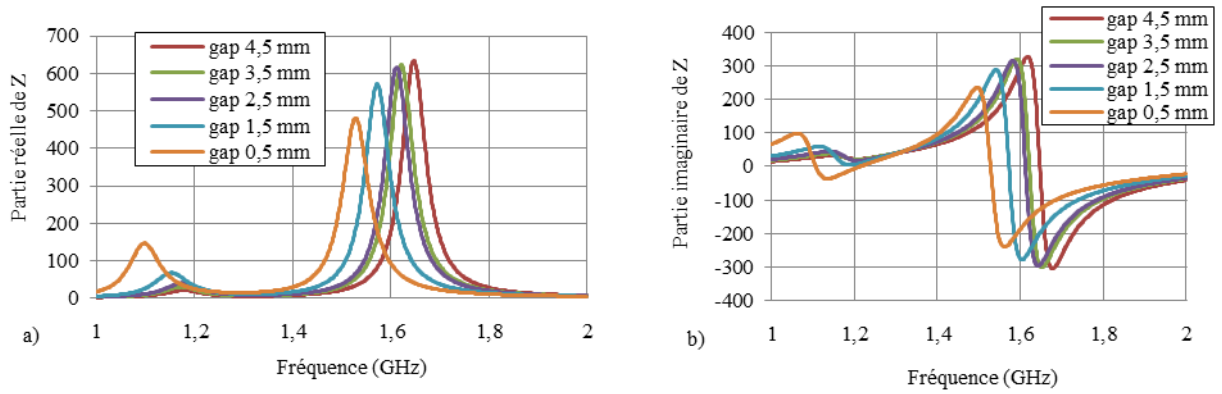 Partie réelle de Z
700
600
500
400
300
200
100
0
gap 4,5 mm
gap 3,5 mm
gap 2,5 mm
gap 1,5 mm
gap 0,5 mm
1
1,2
1,4
1,6
1,8
2
a)
Fréquence (GHz)
Partie imaginaire de Z
400
300
200
100
0
-100
-200
-300
-400
gap 4,5 mm
gap 3,5 mm
gap 2,5 mm
gap 1,5 mm
gap 0,5 mm
1
1,2
1,4
1,6
1,8
2
b)
Fréquence (GHz)